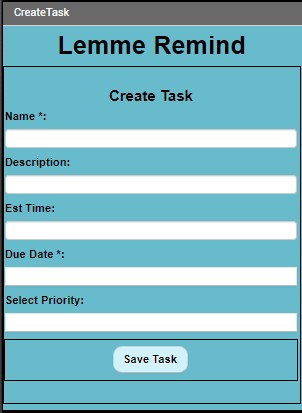 CreateTask
Lemme Remind
Create Task
Name *:
Description:
Est Time:
Due Date *:
Select Priority:
Save Task